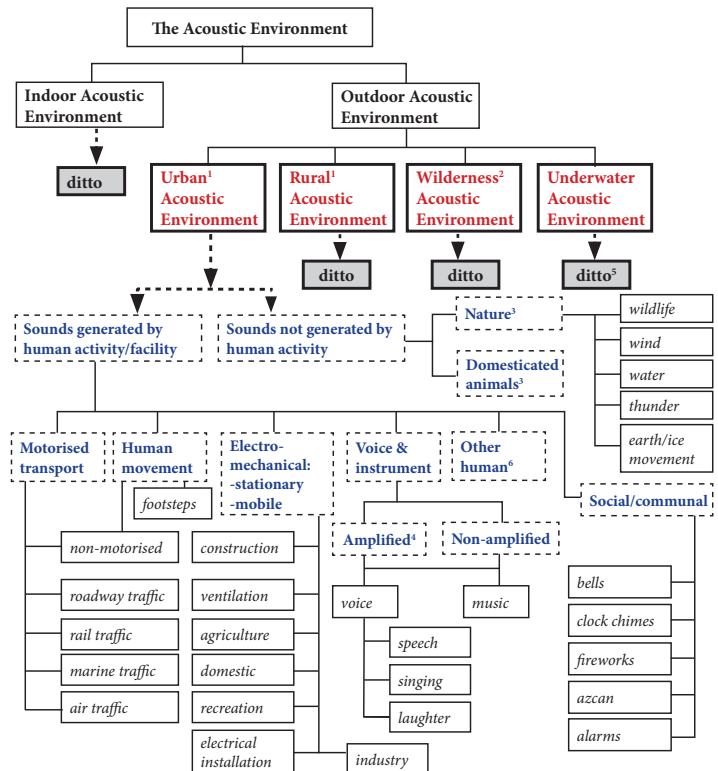 The Acoustic Environment
Indoor Acoustic
Environment
Outdoor Acoustic
Environment
ditto
Urban¹
Acoustic
Environment
Rural¹
Acoustic
Environment
Wilderness²
Acoustic
Environment
Underwater
Acoustic
Environment
ditto
ditto
ditto⁵
Sounds generated by
human activity/facility
Sounds not generated by
human activity
Nature³
Domesticated
animals³
wildlife
wind
water
thunder
earth/ice
movement
Motorised
transport
Human
movement
Electro-
mechanical:
-stationary
-mobile
Voice &
instrument
Other
human⁶
Social/communal
footsteps
non-motorised
roadway traffic
rail traffic
marine traffic
air traffic
construction
ventilation
agriculture
domestic
recreation
electrical
installation
industry
Amplified⁴
Non-amplified
voice
music
speech
singing
laughter
bells
clock chimes
fireworks
azcan
alarms